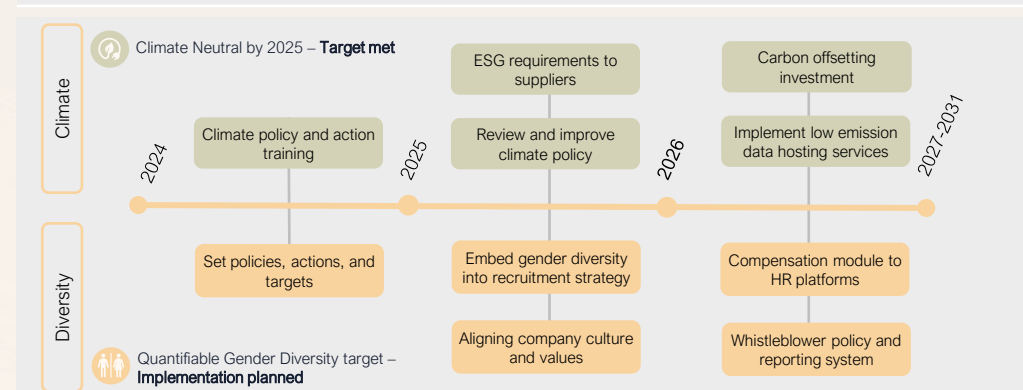 Climate
Climate Neutral by 2025 – Target met
ESG requirements to
suppliers
Carbon offsetting
investment
Climate policy and action
training
Review and improve
climate policy
Implement low emission
data hosting services
2024
2025
2026
2027-2031
Diversity
Set policies, actions, and
targets
Embed gender diversity
into recruitment strategy
Compensation module to
HR platforms
Aligning company culture
and values
Whistleblower policy and
reporting system
Quantifiable Gender Diversity target –
Implementation planned